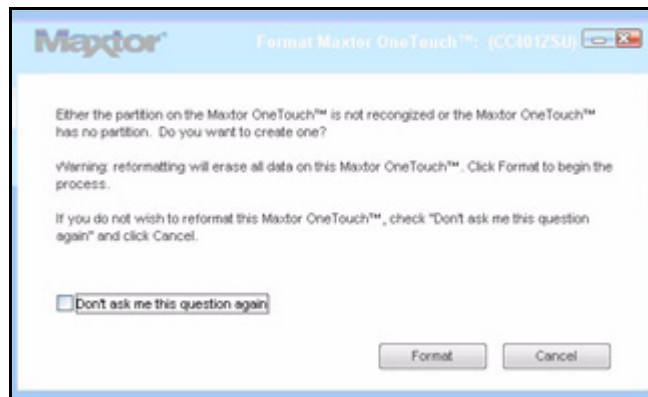 Maxtor
Format Maxtor OneTouch™: (CC4012SU)
Either the partition on the Maxtor OneTouch™ is not recongized or the Maxtor OneTouch™
has no partition. Do you want to create one?
Warning: reformatting will erase all data on this Maxtor OneTouch™. Click Format to begin the
process.
If you do not wish to reformat this Maxtor OneTouch™, check "Don't ask me this question
again" and click Cancel.
Don't ask me this question again
Format
Cancel